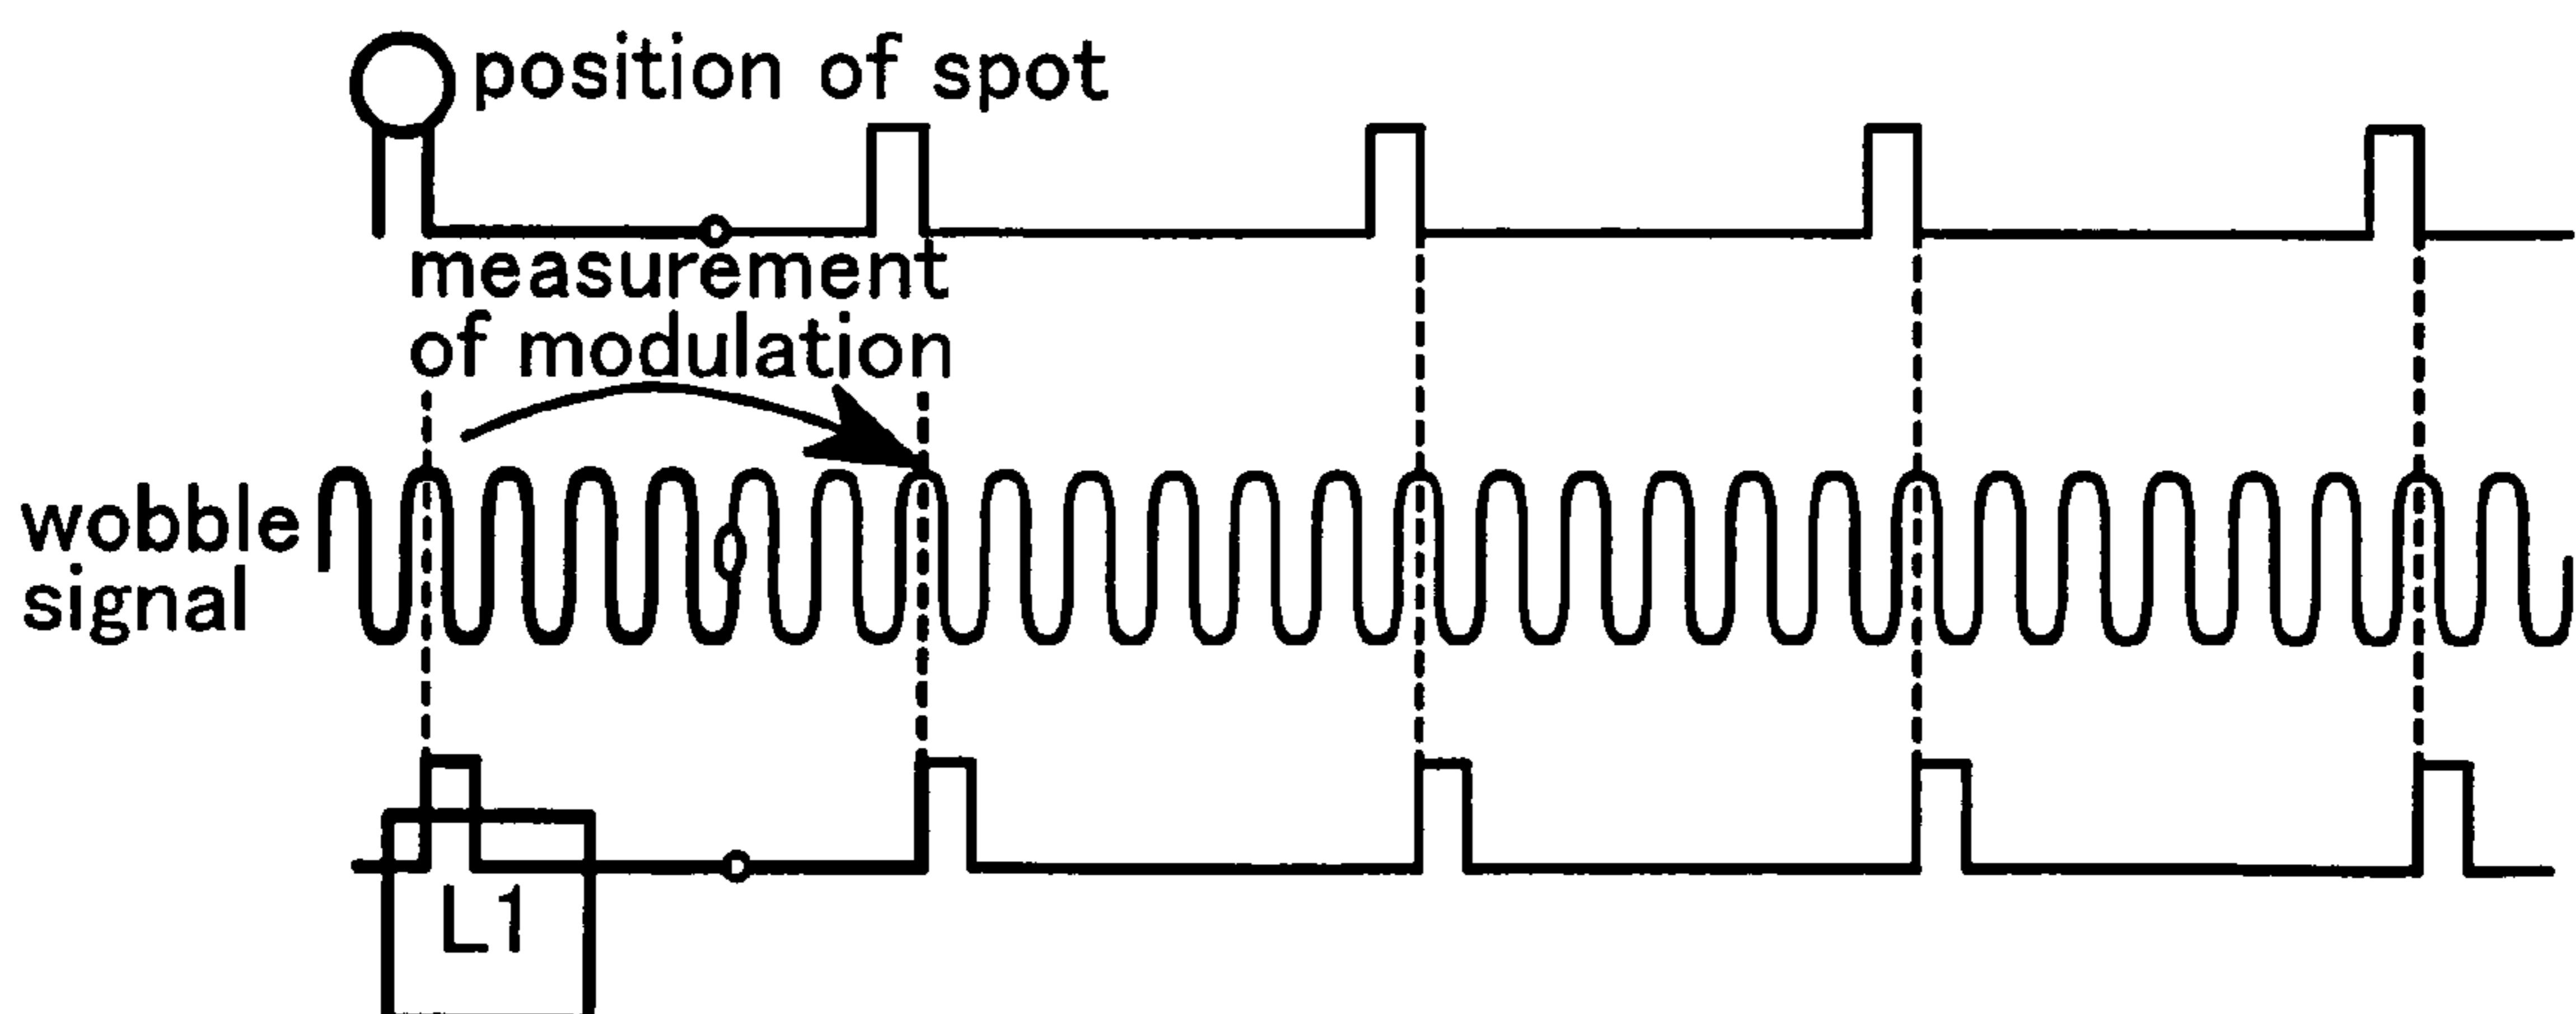 position of spot
measurement
of modulation
wobble
signal
L1